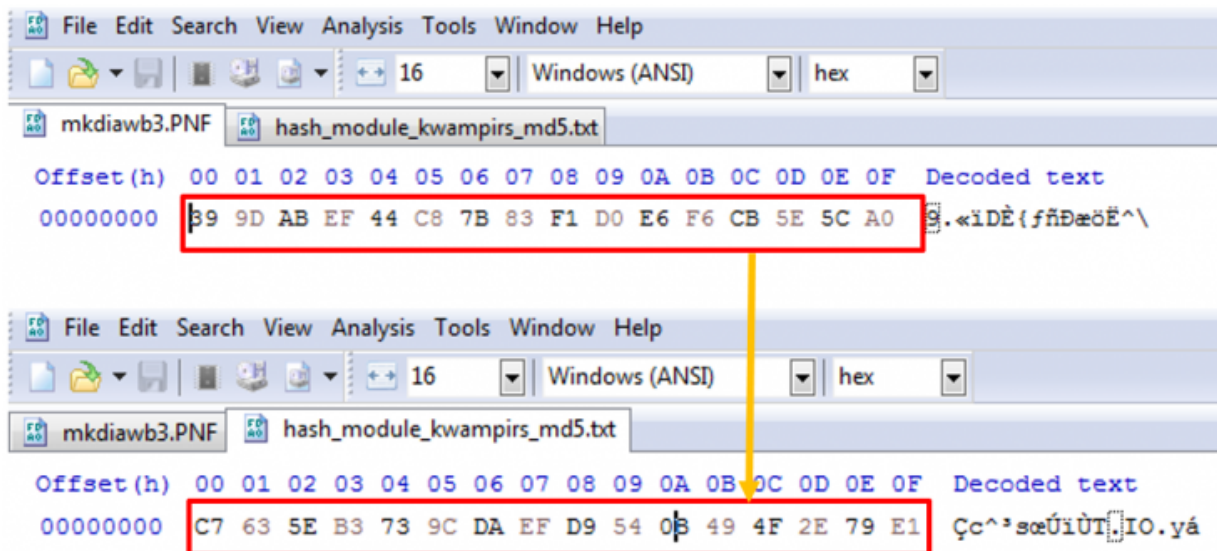 File Edit Search View Analysis Tools Window Help
16 Windows (ANSI) hex
mkdiawb3.PNF hash_module_kwampirs_md5.txt
Offset(h) 00 01 02 03 04 05 06 07 08 09 0A 0B 0C 0D 0E 0F Decoded text
00000000 39 9D AB EF 44 C8 7B 83 F1 D0 E6 F6 CB 5E 5C A0 9.«ïDÈ{ƒñÐæöË^\
File Edit Search View Analysis Tools Window Help
16 Windows (ANSI) hex
mkdiawb3.PNF hash_module_kwampirs_md5.txt
Offset(h) 00 01 02 03 04 05 06 07 08 09 0A 0B 0C 0D 0E 0F Decoded text
00000000 C7 63 5E B3 73 9C DA EF D9 54 0B 49 4F 2E 79 E1 Çc^³sœÚïÙT.IO.yá